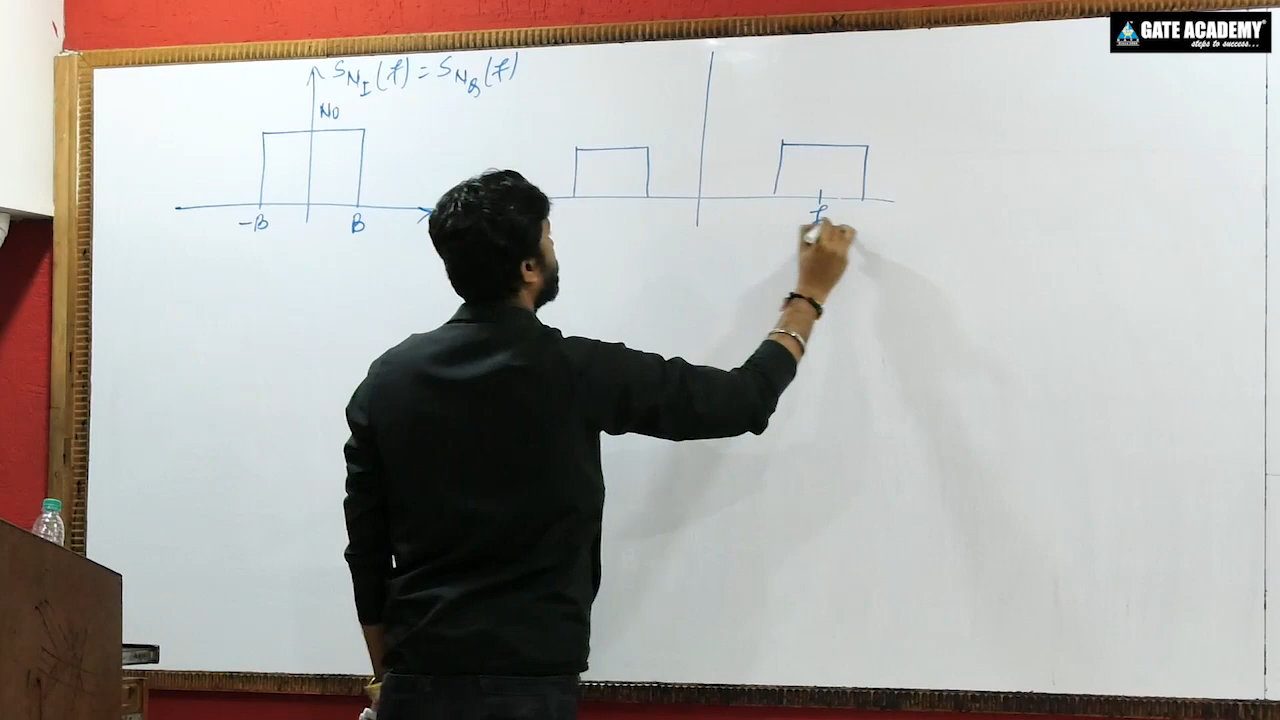 GATE ACADEMY
steps to success...
S_{N_I}(f) = S_{N_Q}(f)
N0
-B
B
f